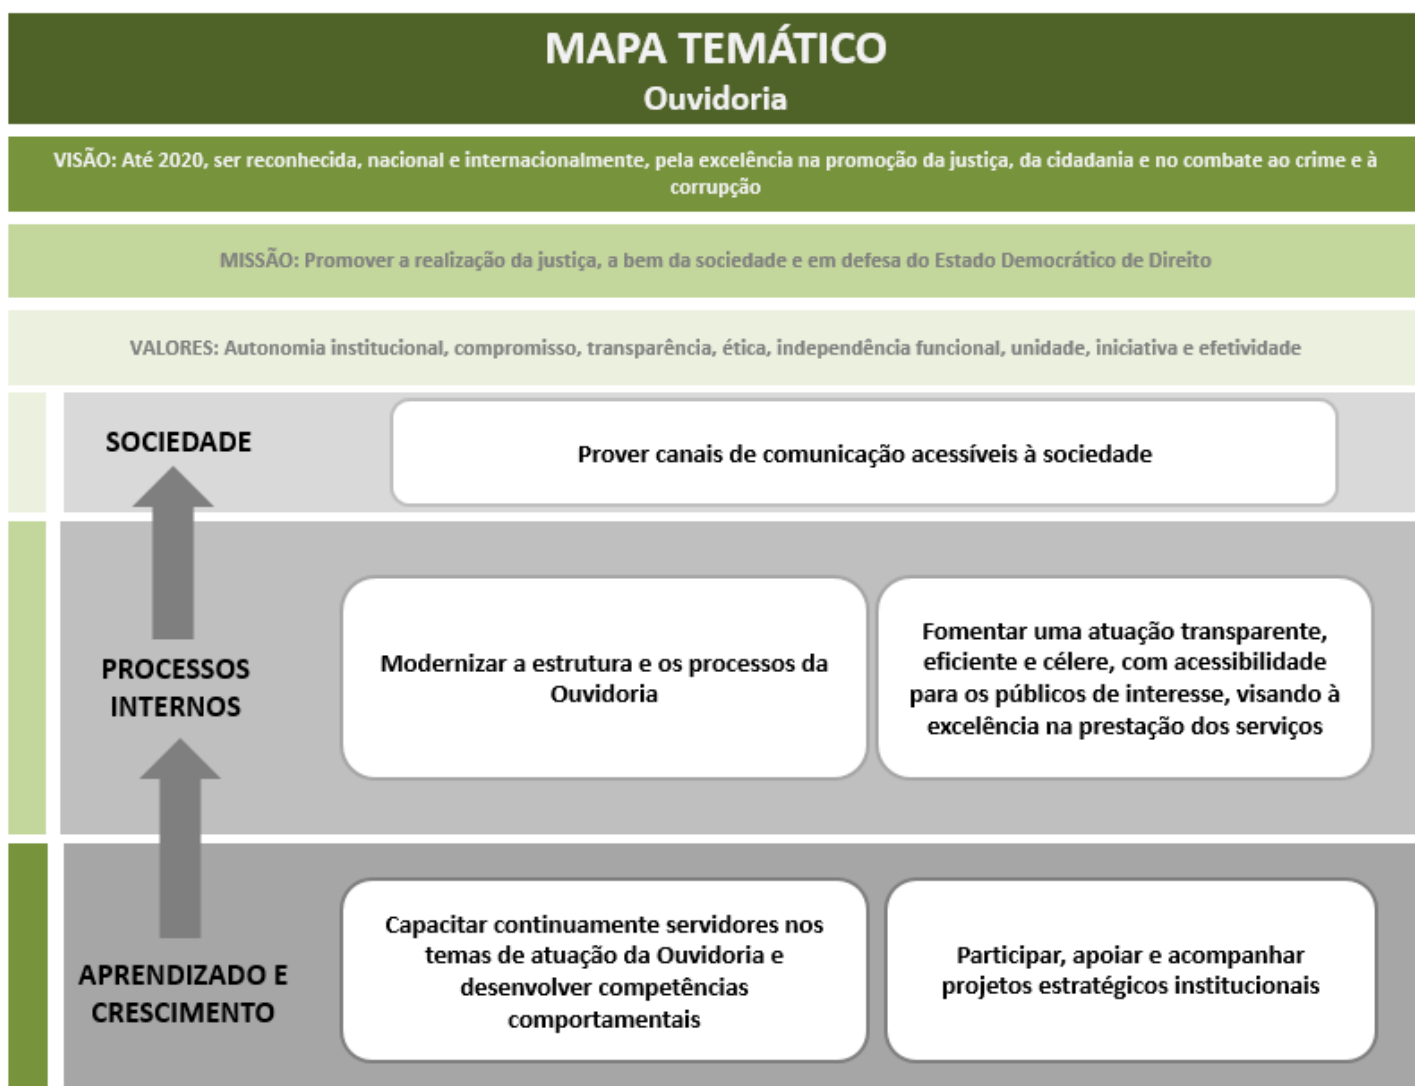 MAPA TEMÁTICO
Ouvidoria
VISÃO: Até 2020, ser reconhecida, nacional e internacionalmente, pela excelência na promoção da justiça, da cidadania e no combate ao crime e à
corrupção
MISSÃO: Promover a realização da justiça, a bem da sociedade e em defesa do Estado Democrático de Direito
VALORES: Autonomia institucional, compromisso, transparência, ética, independência funcional, unidade, iniciativa e efetividade
SOCIEDADE
Prover canais de comunicação acessíveis à sociedade
PROCESSOS
INTERNOS
Modernizar a estrutura e os processos da
Ouvidoria
Fomentar uma atuação transparente,
eficiente e célere, com acessibilidade
para os públicos de interesse, visando à
excelência na prestação dos serviços
APRENDIZADO E
CRESCIMENTO
Capacitar continuamente servidores nos
temas de atuação da Ouvidoria e
desenvolver competências
comportamentais
Participar, apoiar e acompanhar
projetos estratégicos institucionais